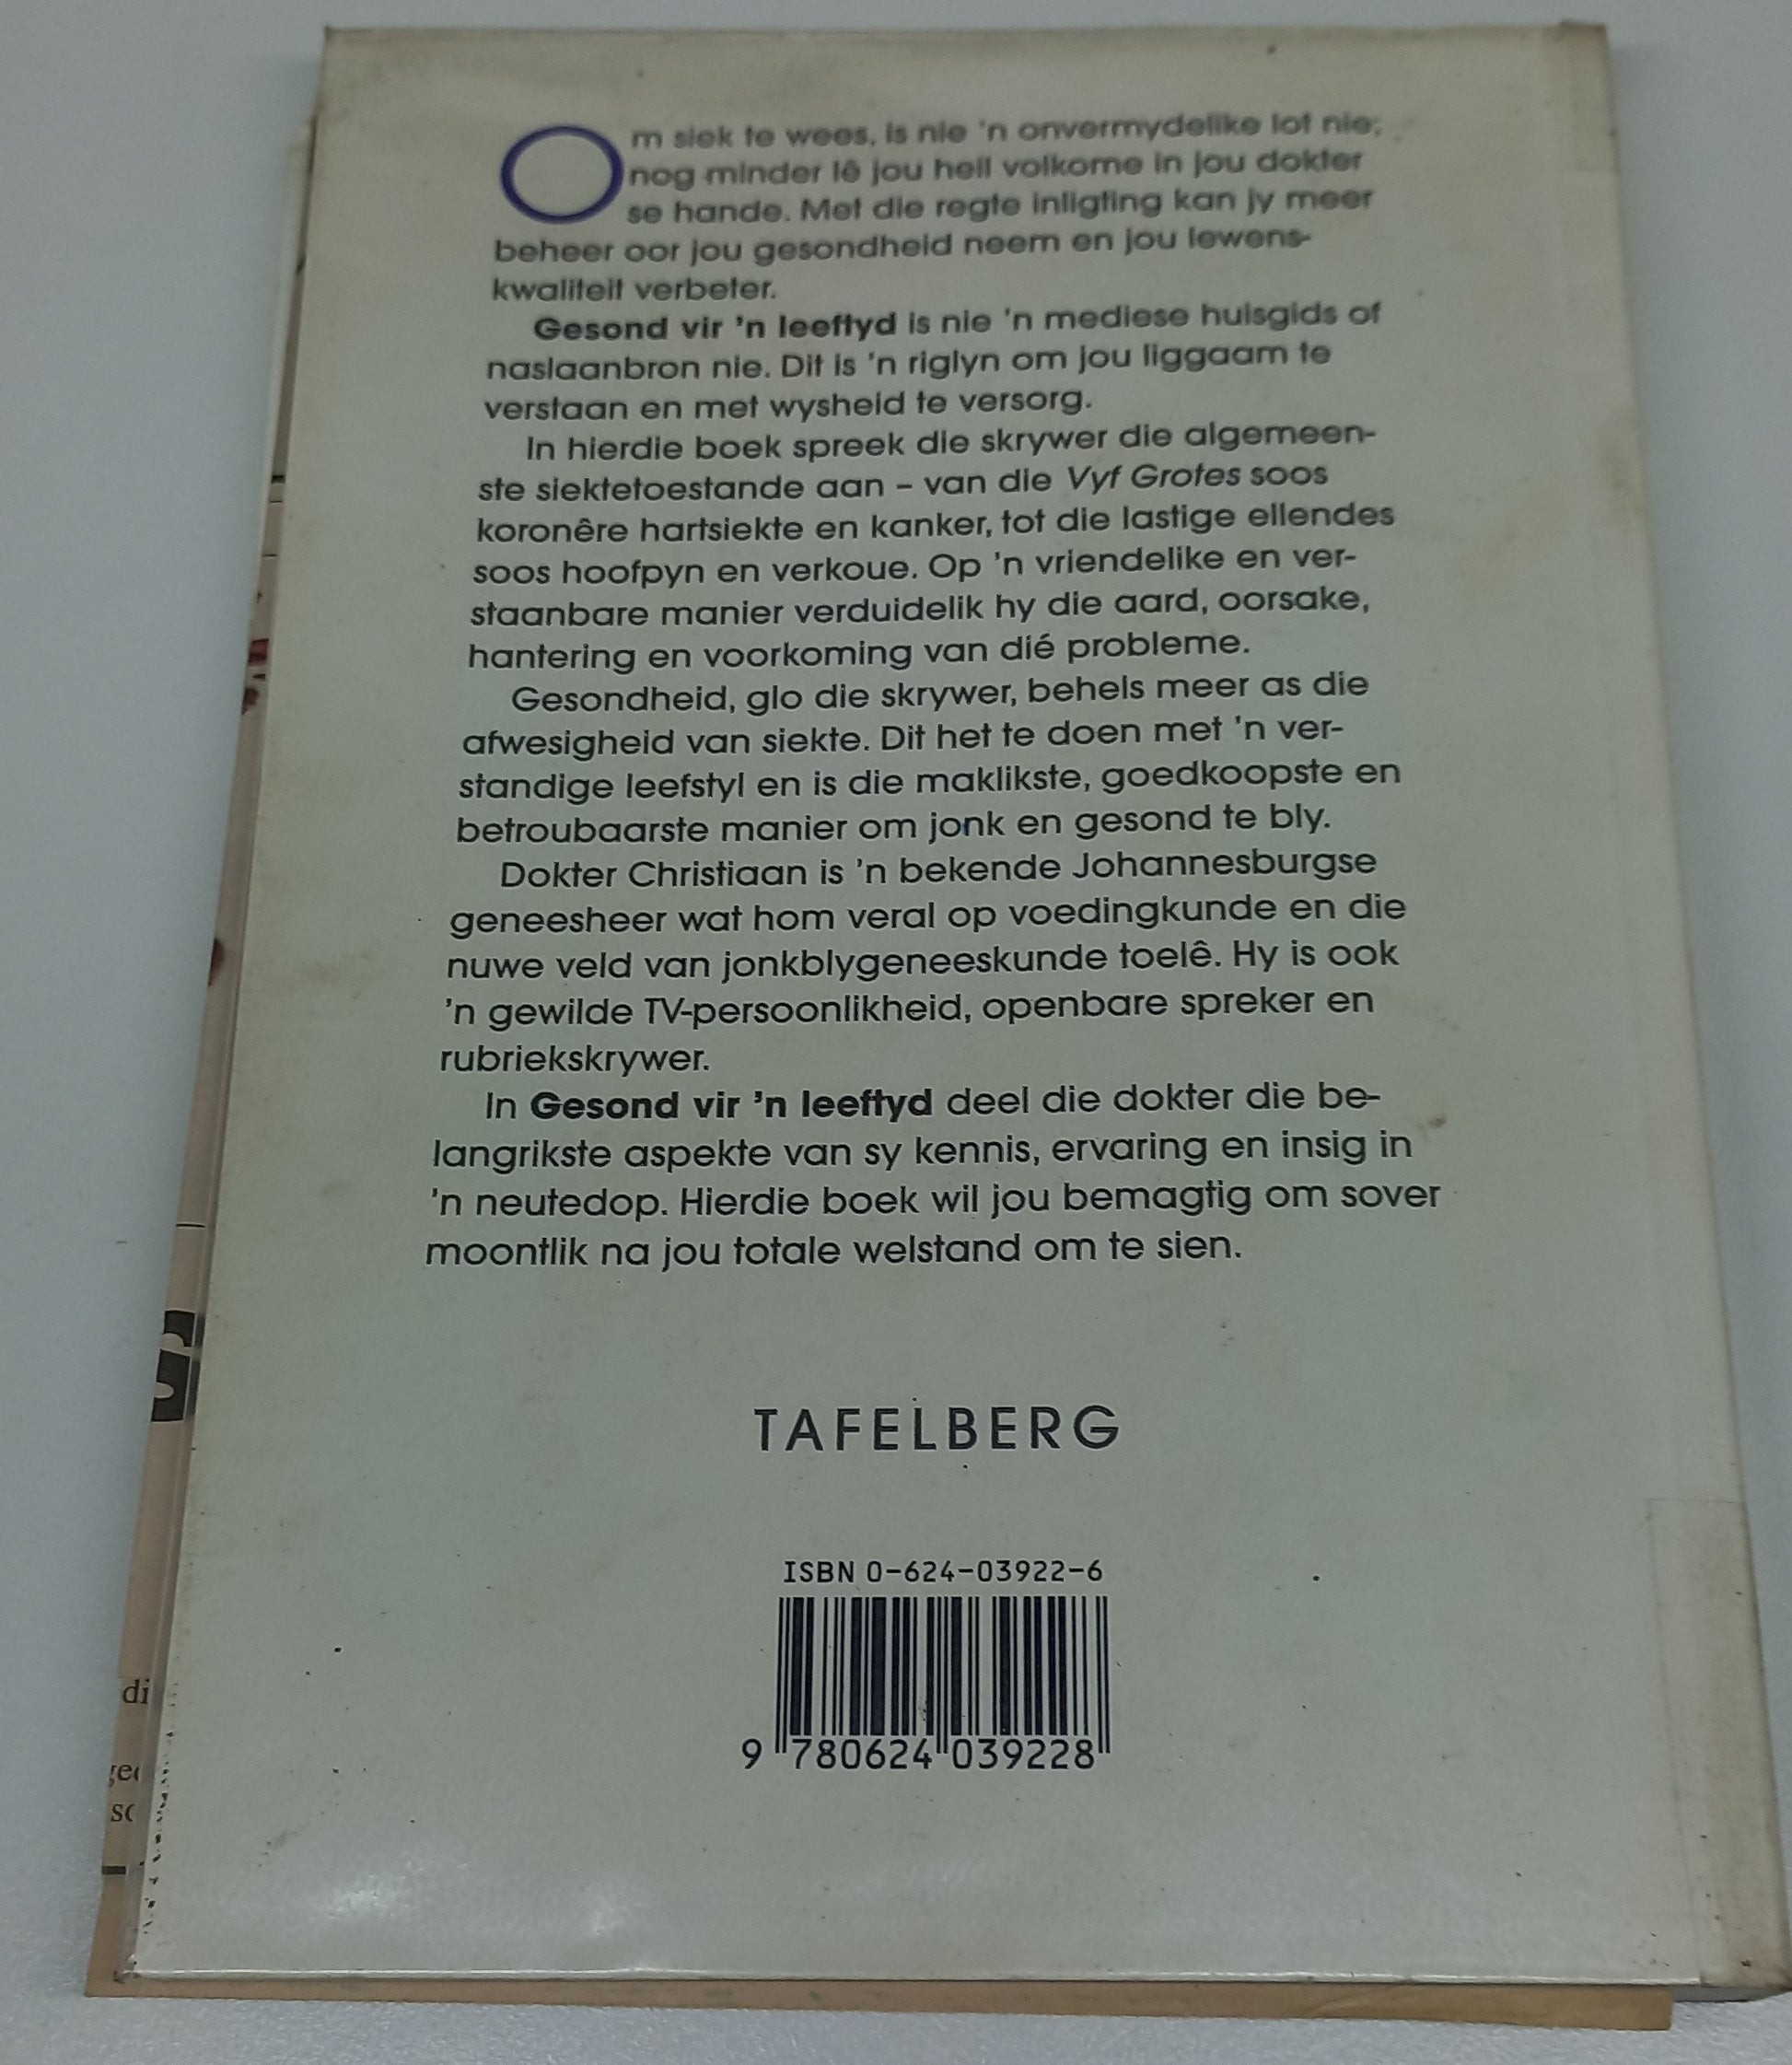 Om siek te wees, is nie 'n onvermydelike lot nie;
nog minder lê jou heil volkome in jou dokter
se hande. Met die regte inligting kan jy meer
beheer oor jou gesondheid neem en jou lewens-
kwaliteit verbeter.
Gesond vir 'n leeftyd is nie 'n mediese huisgids of
naslaanbron nie. Dit is 'n riglyn om jou liggaam te
verstaan en met wysheid te versorg.
In hierdie boek spreek die skrywer die algemeen-
ste siektetoestande aan – van die Vyf Grotes soos
koronêre hartsiekte en kanker, tot die lastige ellendes
soos hoofpyn en verkoue. Op 'n vriendelike en ver-
staanbare manier verduidelik hy die aard, oorsake,
hantering en voorkoming van dié probleme.
Gesondheid, glo die skrywer, behels meer as die
afwesigheid van siekte. Dit het te doen met 'n ver-
standige leefstyl en is die maklikste, goedkoopste en
betroubaarste manier om jonk en gesond te bly.
Dokter Christiaan is 'n bekende Johannesburgse
geneesheer wat hom veral op voedingkunde en die
nuwe veld van jonkblygeneeskunde toelê. Hy is ook
'n gewilde TV-persoonlikheid, openbare spreker en
rubriekskrywer.
In Gesond vir 'n leeftyd deel die dokter die be-
langrikste aspekte van sy kennis, ervaring en insig in
'n neutedop. Hierdie boek wil jou bemagtig om sover
moontlik na jou totale welstand om te sien.
TAFELBERG
ISBN 0-624-03922-6
9 780624 039228
di
so